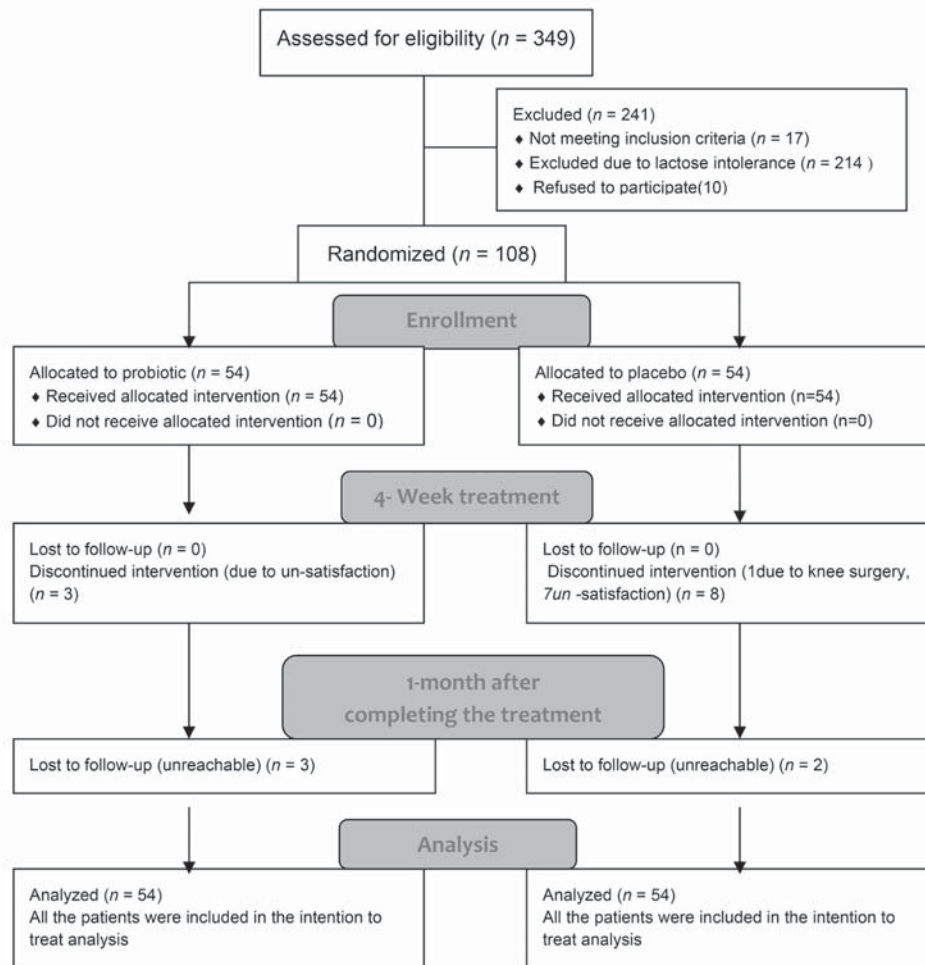 Assessed for eligibility (n = 349)
Excluded (n = 241)
♦ Not meeting inclusion criteria (n = 17)
♦ Excluded due to lactose intolerance (n = 214 )
♦ Refused to participate(10)
Randomized (n = 108)
Enrollment
Allocated to probiotic (n = 54)
♦ Received allocated intervention (n = 54)
♦ Did not receive allocated intervention (n = 0)
Allocated to placebo (n = 54)
♦ Received allocated intervention (n=54)
♦ Did not receive allocated intervention (n=0)
4- Week treatment
Lost to follow-up (n = 0)
Discontinued intervention (due to un-satisfaction)
(n = 3)
Lost to follow-up (n = 0)
Discontinued intervention (1due to knee surgery,
7un -satisfaction) (n = 8)
1-month after
completing the treatment
Lost to follow-up (unreachable) (n = 3)
Lost to follow-up (unreachable) (n = 2)
Analysis
Analyzed (n = 54)
All the patients were included in the intention to
treat analysis
Analyzed (n = 54)
All the patients were included in the intention to
treat analysis